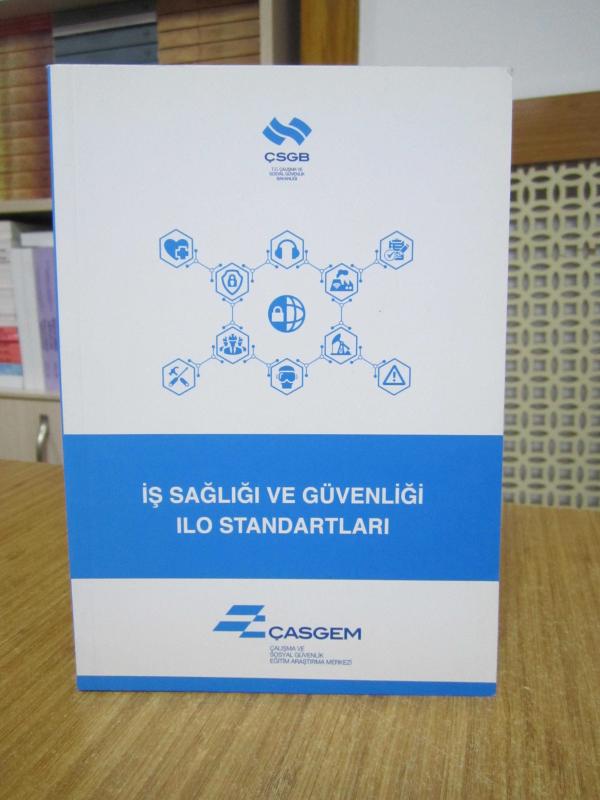 ÇSGB
T.C. ÇALIŞMA VE
SOSYAL GÜVENLİK
BAKANLIĞI
İŞ SAĞLIĞI VE GÜVENLİĞİ
ILO STANDARTLARI
ÇASGEM
ÇALIŞMA VE
SOSYAL GÜVENLİK
EĞİTİM ARAŞTIRMA MERKEZİ